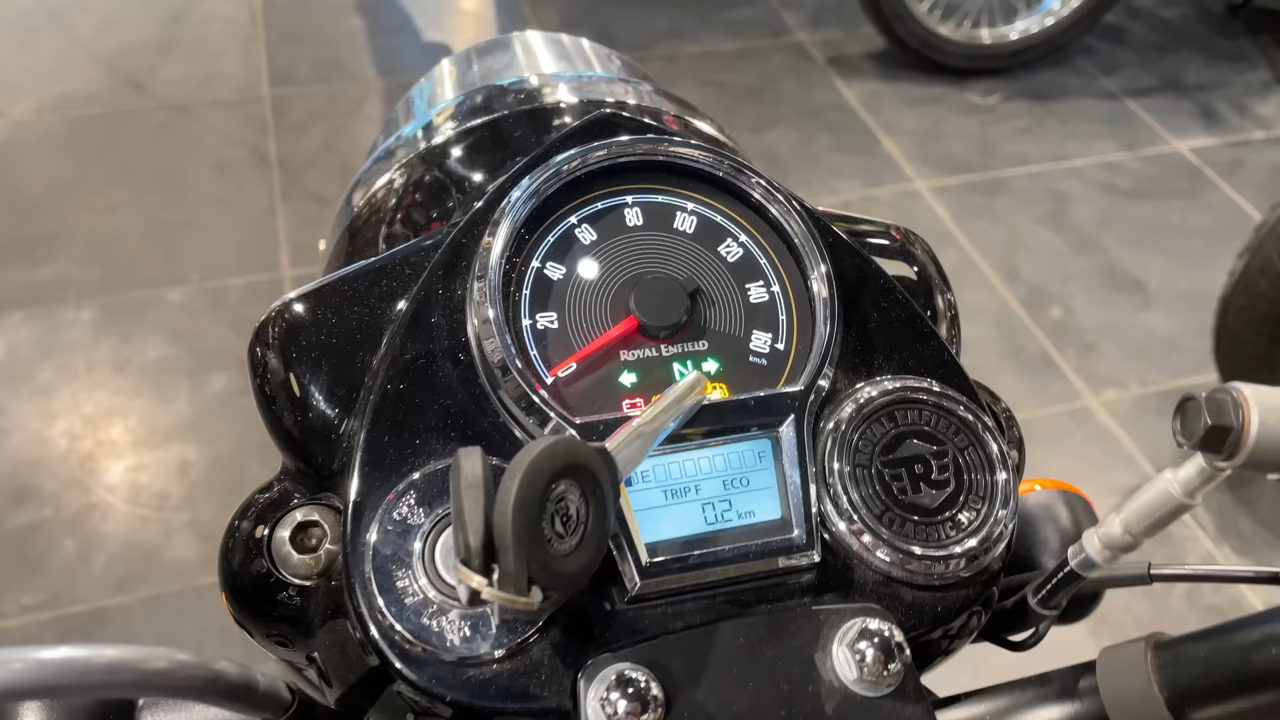 0
20
40
60
80
100
120
140
160
km/h
ROYAL ENFIELD
N
E F
TRIP F ECO
0.2 km
ROYAL ENFIELD
R
CLASSIC 350
LOCK